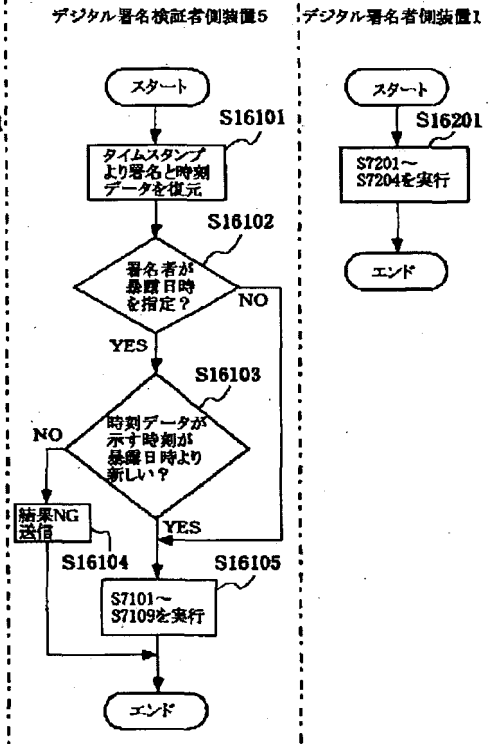 デジタル署名検証者側装置5
スタート
S16101
タイムスタンプ
より署名と時刻
データを復元
S16102
署名者が
暴露日時
を指定?
NO
YES
S16103
時刻データが
示す時刻が
暴露日時より
新しい?
NO
YES
結果NG
送信
S16104
S16105
S7101~
S7109を実行
エンド
デジタル署名者側装置1
スタート
S16201
S7201~
S7204を実行
エンド